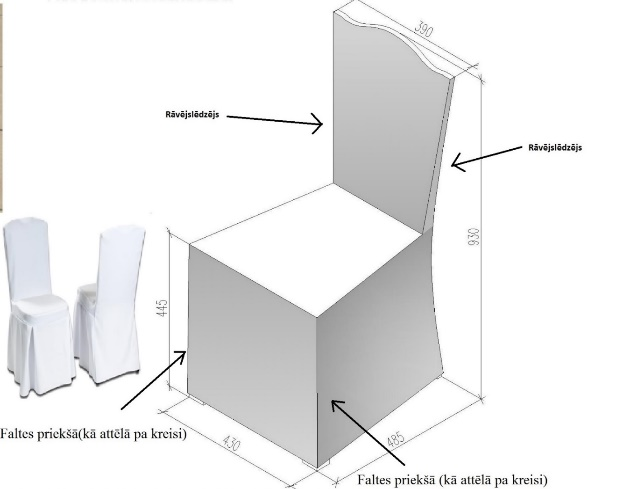 390
Rāvējslēdzējs
Rāvējslēdzējs
930
445
Faltes priekšā(kā attēlā pa kreisi)
430
485
Faltes priekšā (kā attēlā pa kreisi)